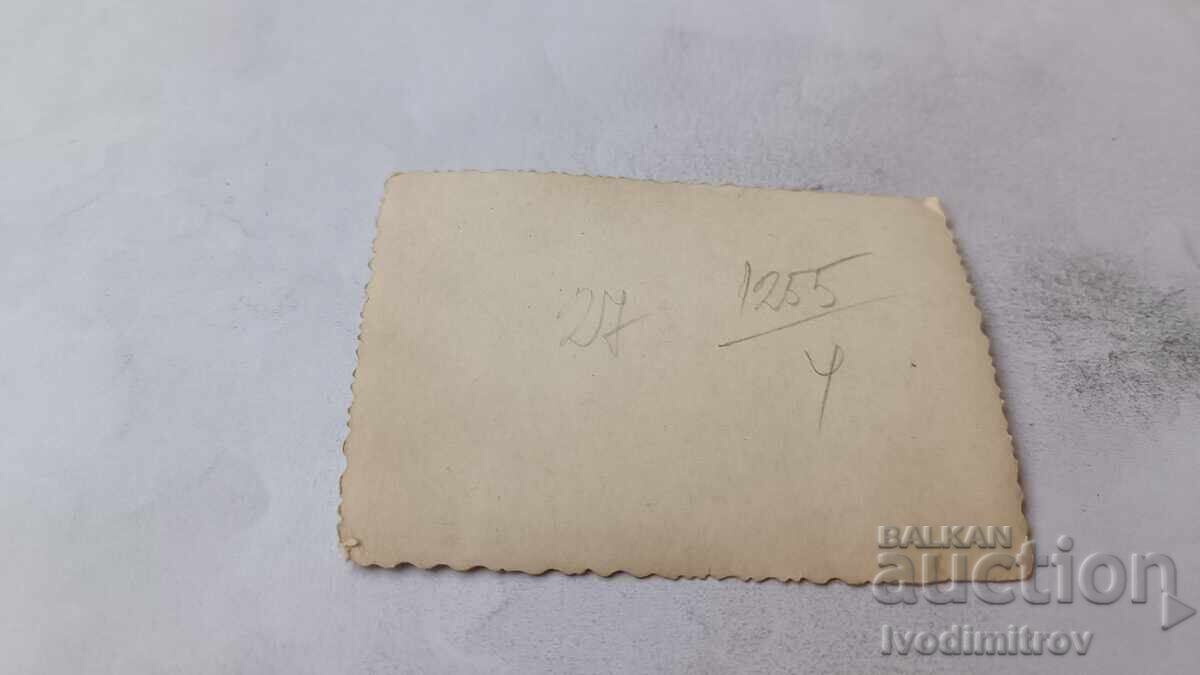 27
1255
4
BALKAN
auction
Ivodimitrov